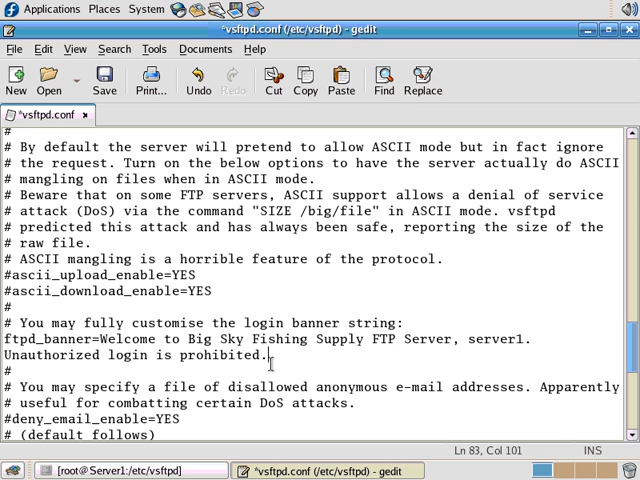 Applications Places System
*vsftpd.conf (/etc/vsftpd) - gedit
File Edit View Search Tools Documents Help
New Open Save Print... Undo Redo Cut Copy Paste Find Replace
*vsftpd.conf
#
# By default the server will pretend to allow ASCII mode but in fact ignore
# the request. Turn on the below options to have the server actually do ASCII
# mangling on files when in ASCII mode.
# Beware that on some FTP servers, ASCII support allows a denial of service
# attack (DoS) via the command "SIZE /big/file" in ASCII mode. vsftpd
# predicted this attack and has always been safe, reporting the size of the
# raw file.
# ASCII mangling is a horrible feature of the protocol.
#ascii_upload_enable=YES
#ascii_download_enable=YES
#
# You may fully customise the login banner string:
ftpd_banner=Welcome to Big Sky Fishing Supply FTP Server, server1.
Unauthorized login is prohibited.
#
# You may specify a file of disallowed anonymous e-mail addresses. Apparently
# useful for combatting certain DoS attacks.
#deny_email_enable=YES
# (default follows)
Ln 83, Col 101 INS
[root@Server1:/etc/vsftpd] *vsftpd.conf (/etc/vsftpd) - gedit